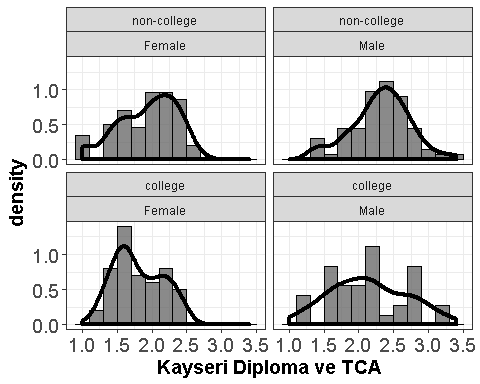 non-college non-college
Female Male
1.0
0.5
0.0
college college
Female Male
1.0
0.5
0.0
density
1.0 1.5 2.0 2.5 3.0 3.5 1.0 1.5 2.0 2.5 3.0 3.5
Kayseri Diploma ve TCA